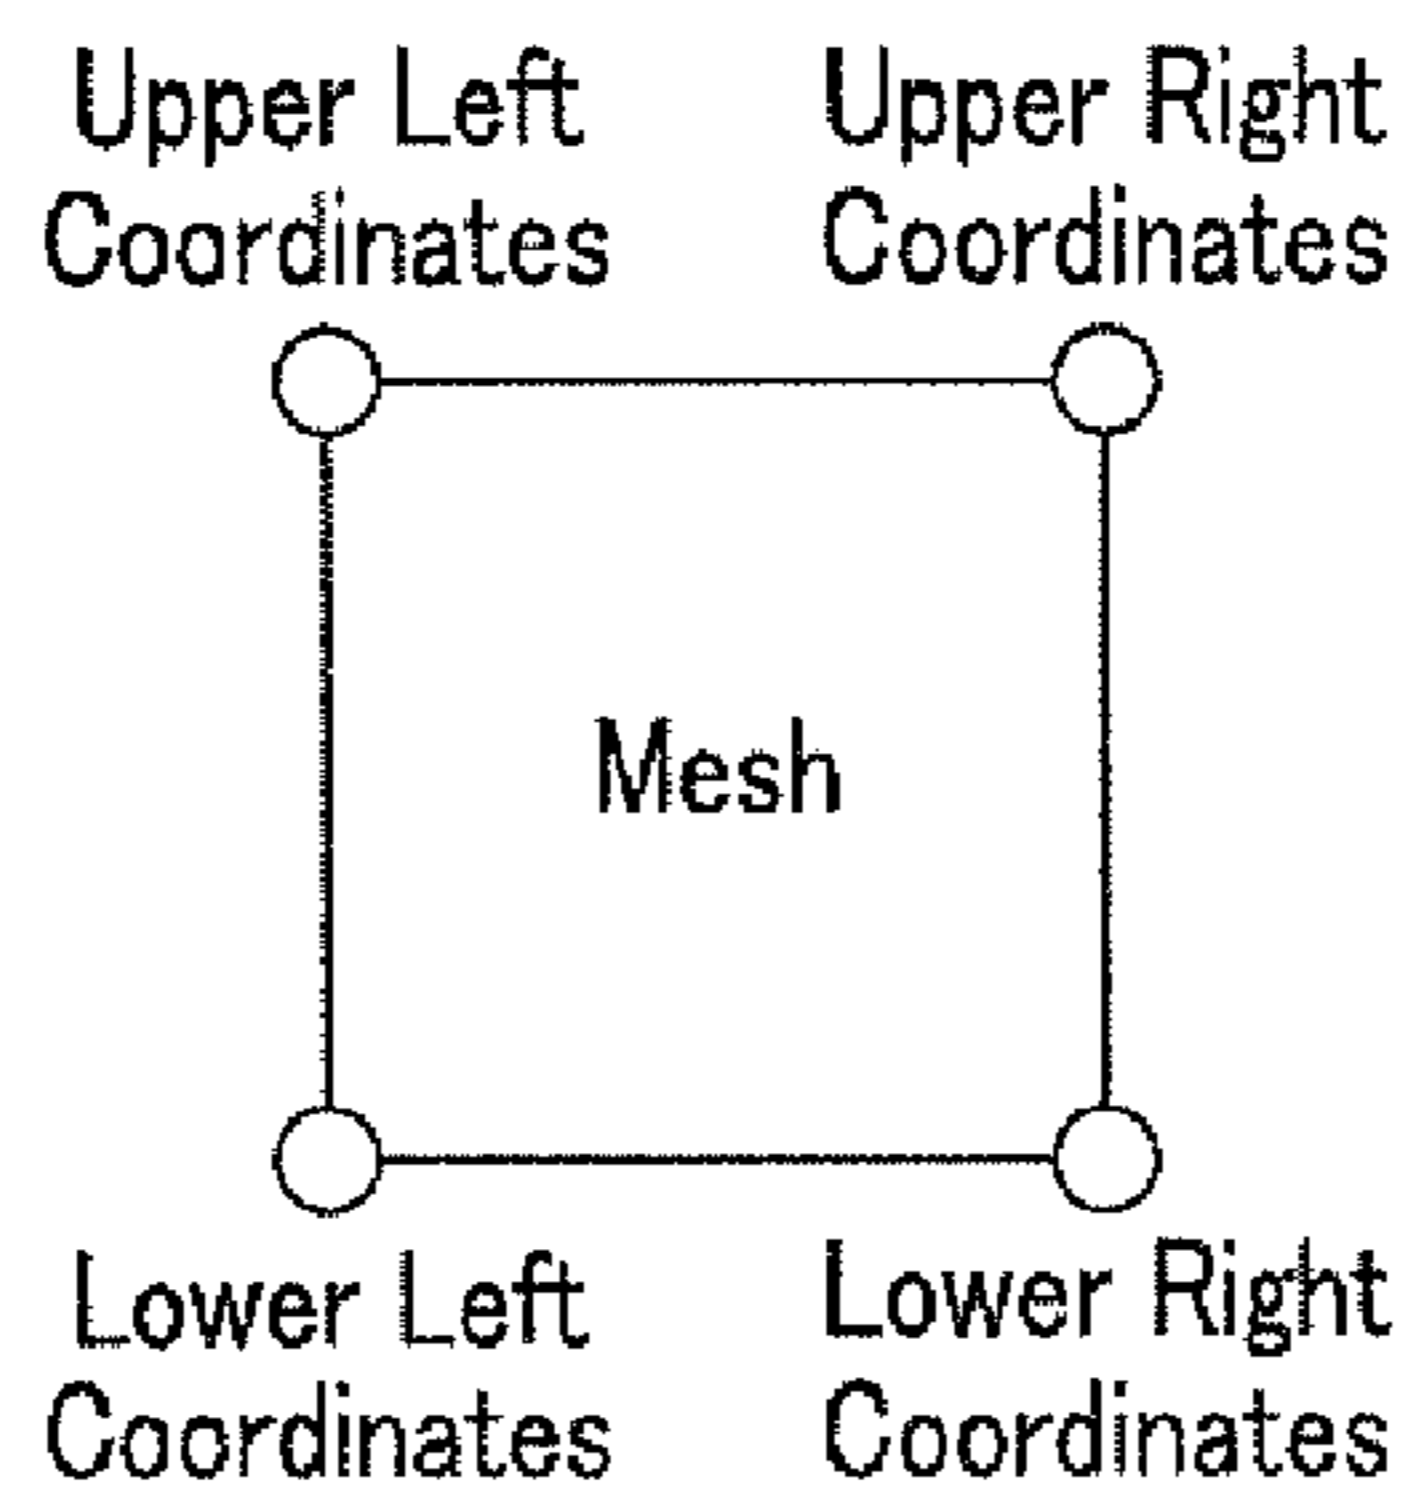 Upper Left
Coordinates
Upper Right
Coordinates
Mesh
Lower Left
Coordinates
Lower Right
Coordinates